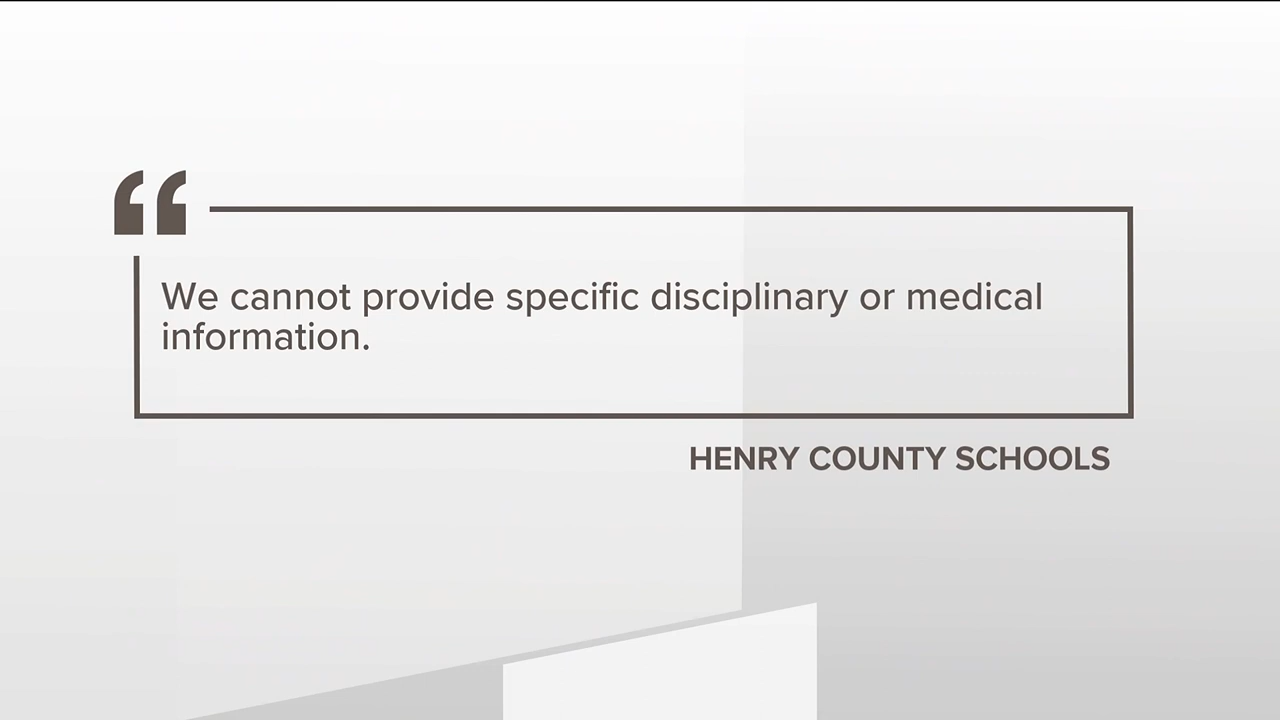 “
We cannot provide specific disciplinary or medical
information.
HENRY COUNTY SCHOOLS